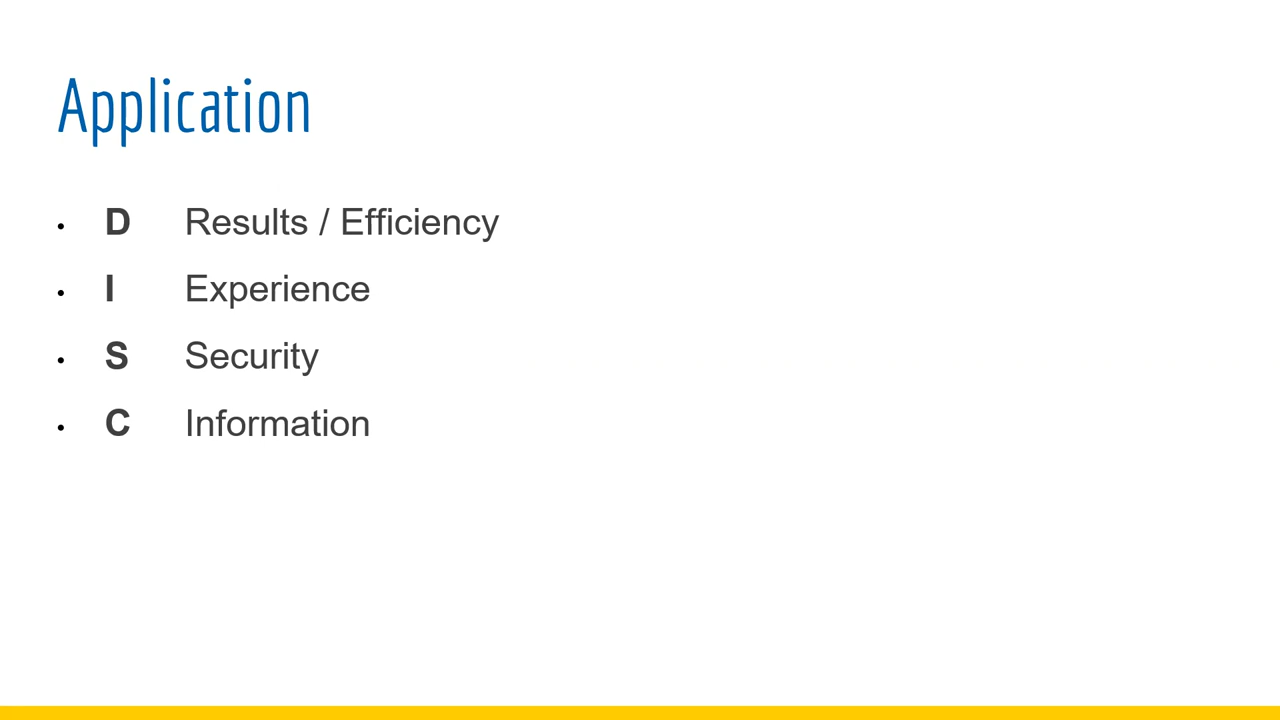 Application
• D Results / Efficiency
• I Experience
• S Security
• C Information